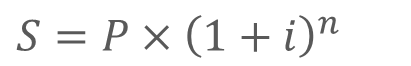 S = P × (1 + i)ⁿ